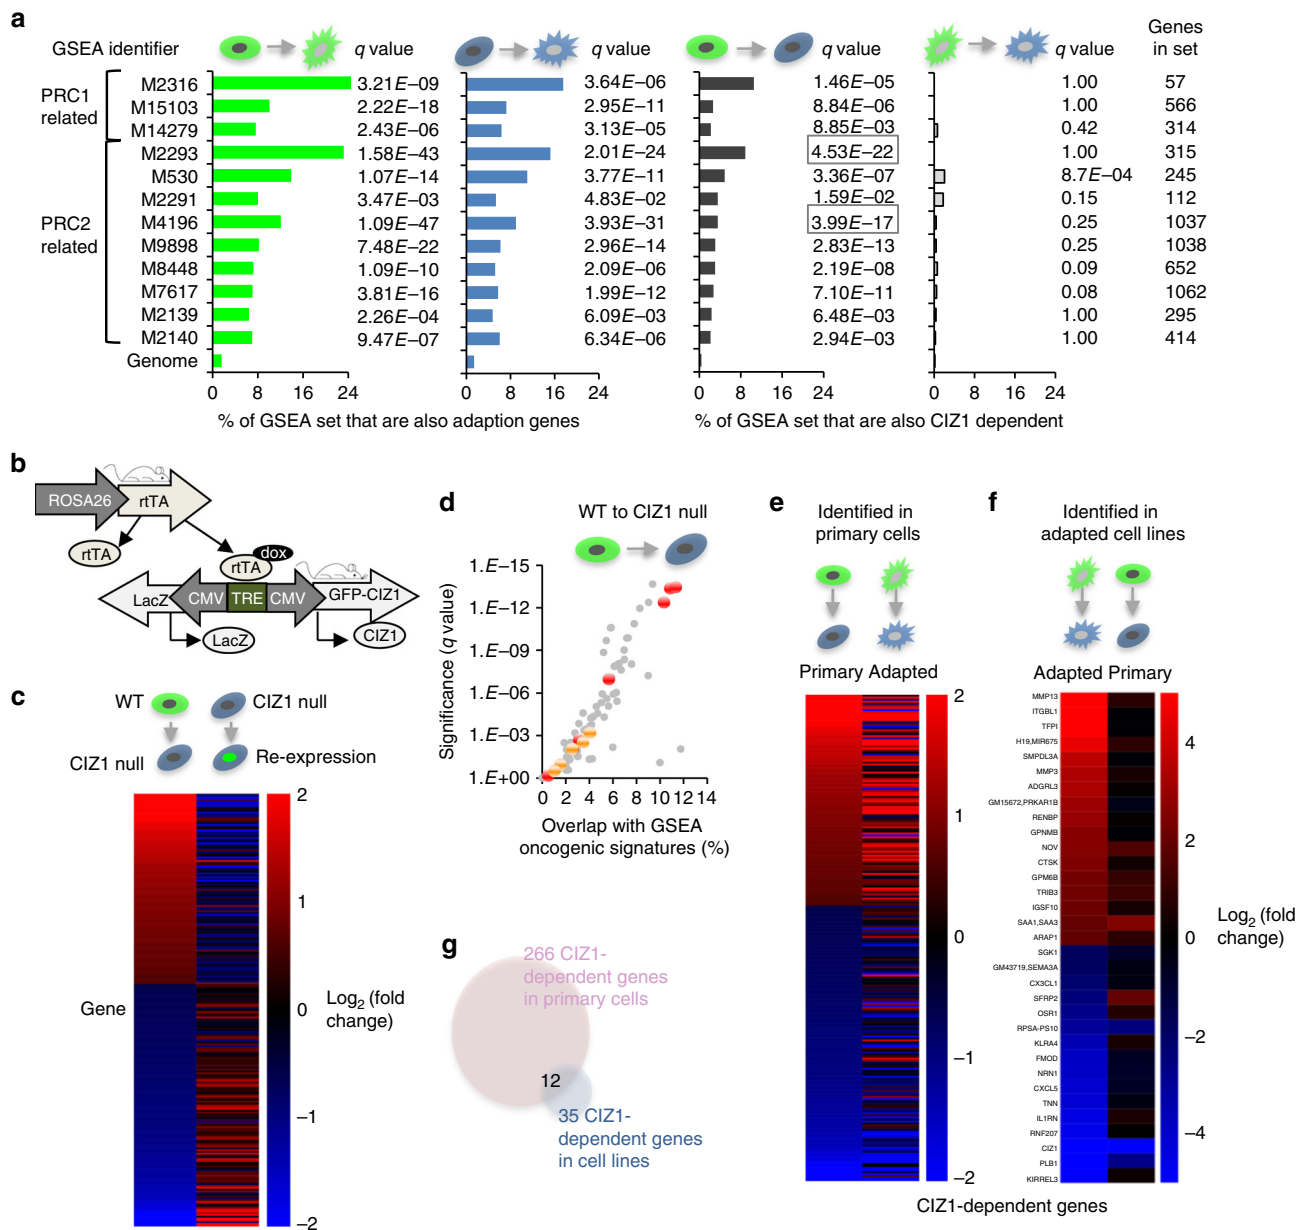 a
GSEA identifier q value q value q value q value Genes in set
PRC1 related
PRC2 related
M2316 3.21E–09 3.64E–06 1.46E–05 1.00 57
M15103 2.22E–18 2.95E–11 8.84E–06 1.00 566
M14279 2.43E–06 3.13E–05 8.85E–03 0.42 314
M2293 1.58E–43 2.01E–24 4.53E–22 1.00 315
M530 1.07E–14 3.77E–11 3.36E–07 8.7E–04 245
M2291 3.47E–03 4.83E–02 1.59E–02 0.15 112
M4196 1.09E–47 3.93E–31 3.99E–17 0.25 1037
M9898 7.48E–22 2.96E–14 2.83E–13 0.25 1038
M8448 1.09E–10 2.09E–06 2.19E–08 0.09 652
M7617 3.81E–16 1.99E–12 7.10E–11 0.08 1062
M2139 2.26E–04 6.09E–03 6.48E–03 1.00 295
M2140 9.47E–07 6.34E–06 2.94E–03 1.00 414
Genome
0 8 16 24 0 8 16 24 0 8 16 24 0 8 16 24
% of GSEA set that are also adaption genes
% of GSEA set that are also CIZ1 dependent
b
ROSA26 rtTA
rtTA
rtTA dox
LacZ CMV TRE CMV GFP-CIZ1
LacZ CIZ1
c
WT CIZ1 null
CIZ1 null Re-expression
Gene
2
1
0
–1
–2
Log2 (fold
change)
d
WT to CIZ1 null
Significance (q value)
1.E–15
1.E–12
1.E–09
1.E–06
1.E–03
1.E+00
0 2 4 6 8 10 12 14
Overlap with GSEA
oncogenic signatures (%)
e
Identified in
primary cells
Primary Adapted
2
1
0
–1
–2
f
Identified in
adapted cell lines
Adapted Primary
MMP13
ITGBL1
TFPI
H19,MIR675
SMPDL3A
MMP3
ADGRL3
GM15672,PRKAR1B
RENBP
GPNMB
NOV
CTSK
GPM6B
TRIB3
IGSF10
SAA1,SAA3
ARAP1
SGK1
GM43719,SEMA3A
CX3CL1
SFRP2
OSR1
RPSA-PS10
KLRA4
FMOD
NRN1
CXCL5
TNN
IL1RN
RNF207
CIZ1
PLB1
KIRREL3
4
2
0
–2
–4
Log2 (fold
change)
CIZ1-dependent genes
g
266 CIZ1-
dependent genes
in primary cells
12
35 CIZ1-
dependent genes
in cell lines